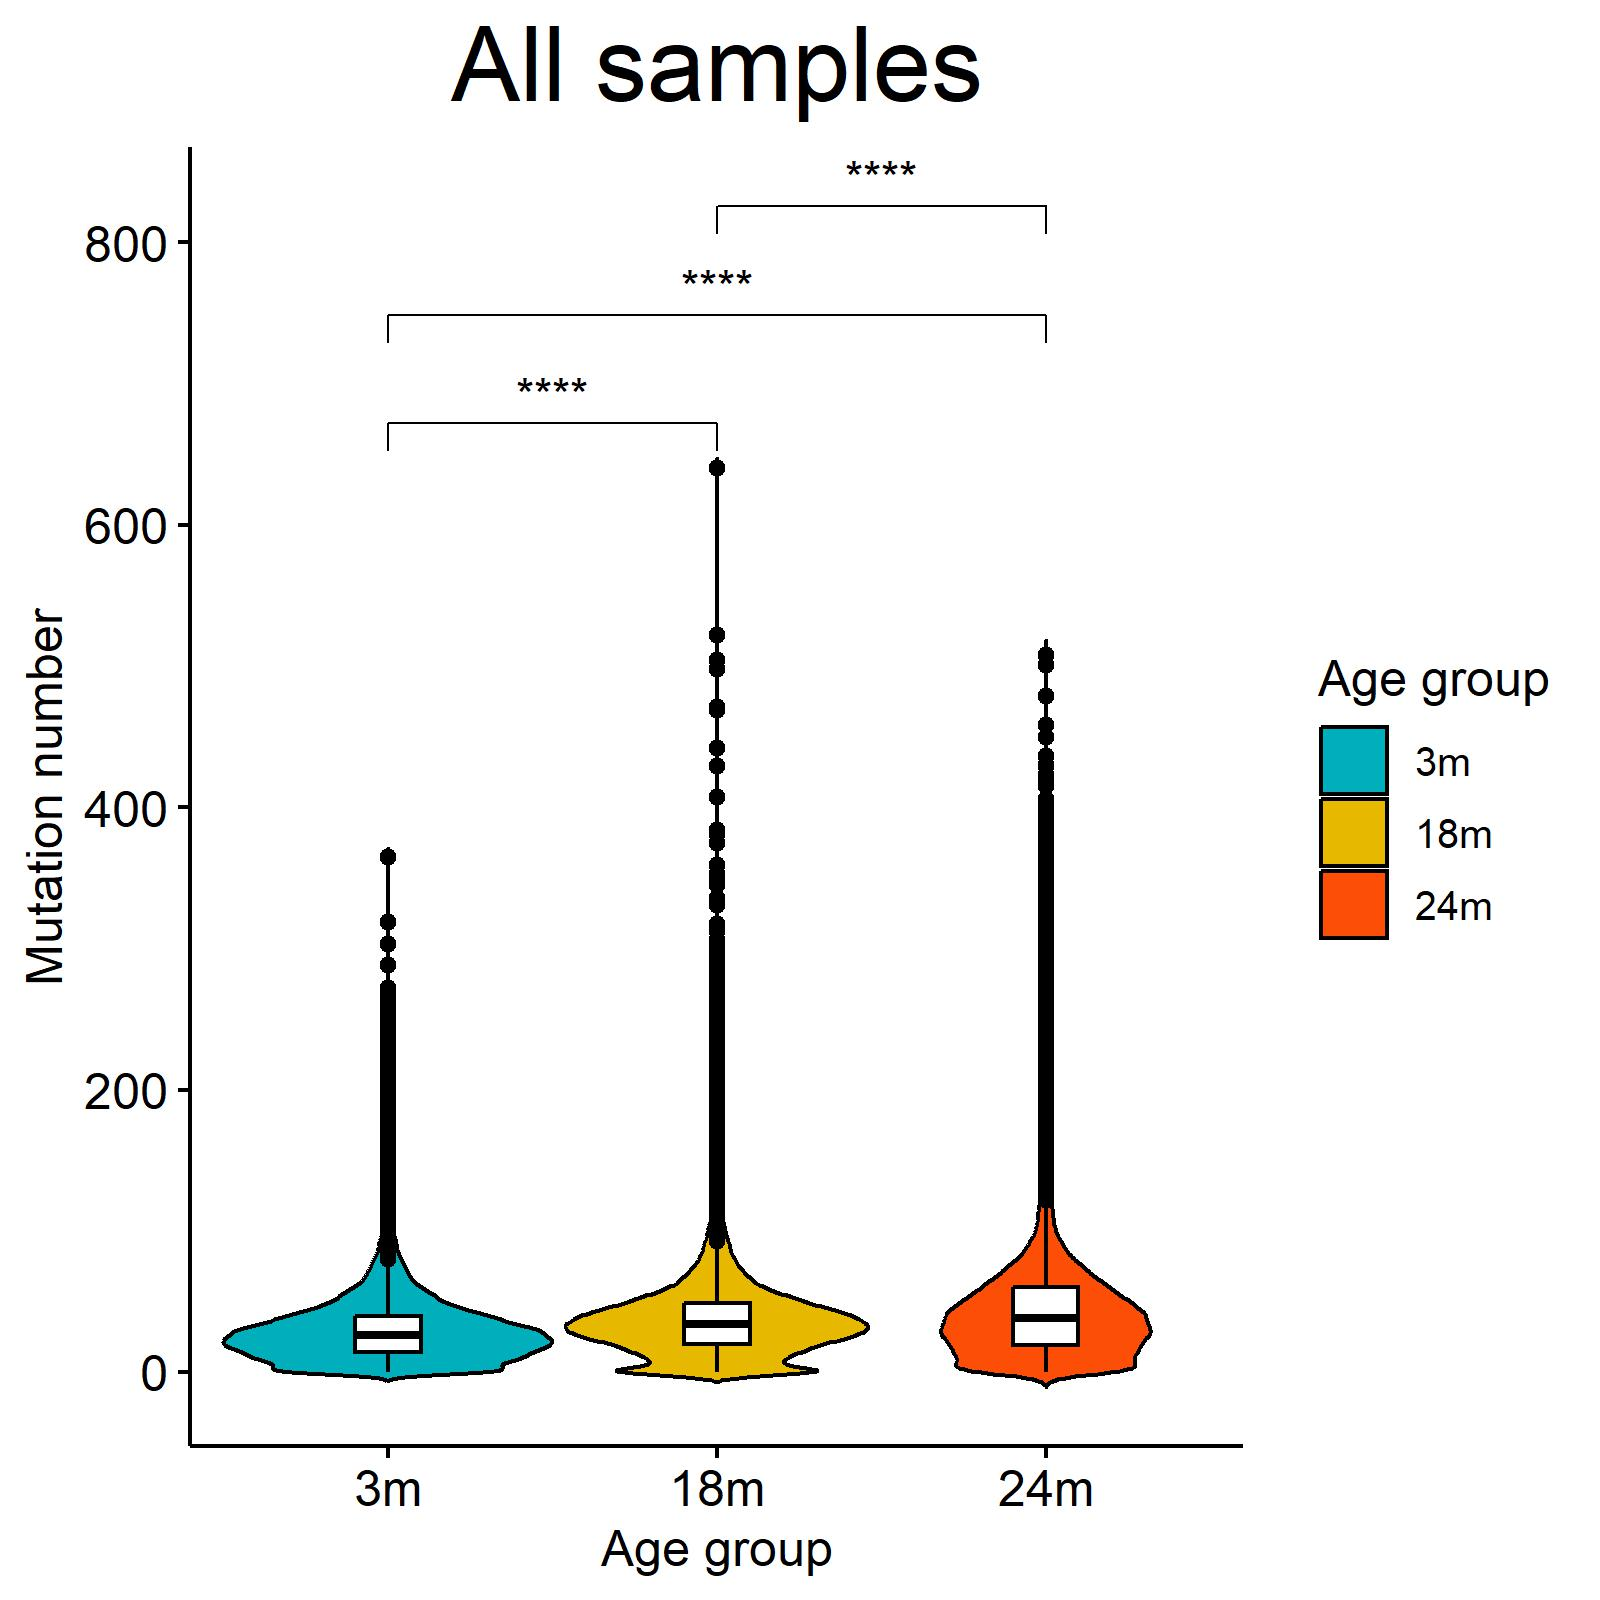 All samples
****
****
****
800
600
400
200
0
Mutation number
3m 18m 24m
Age group
Age group
3m
18m
24m